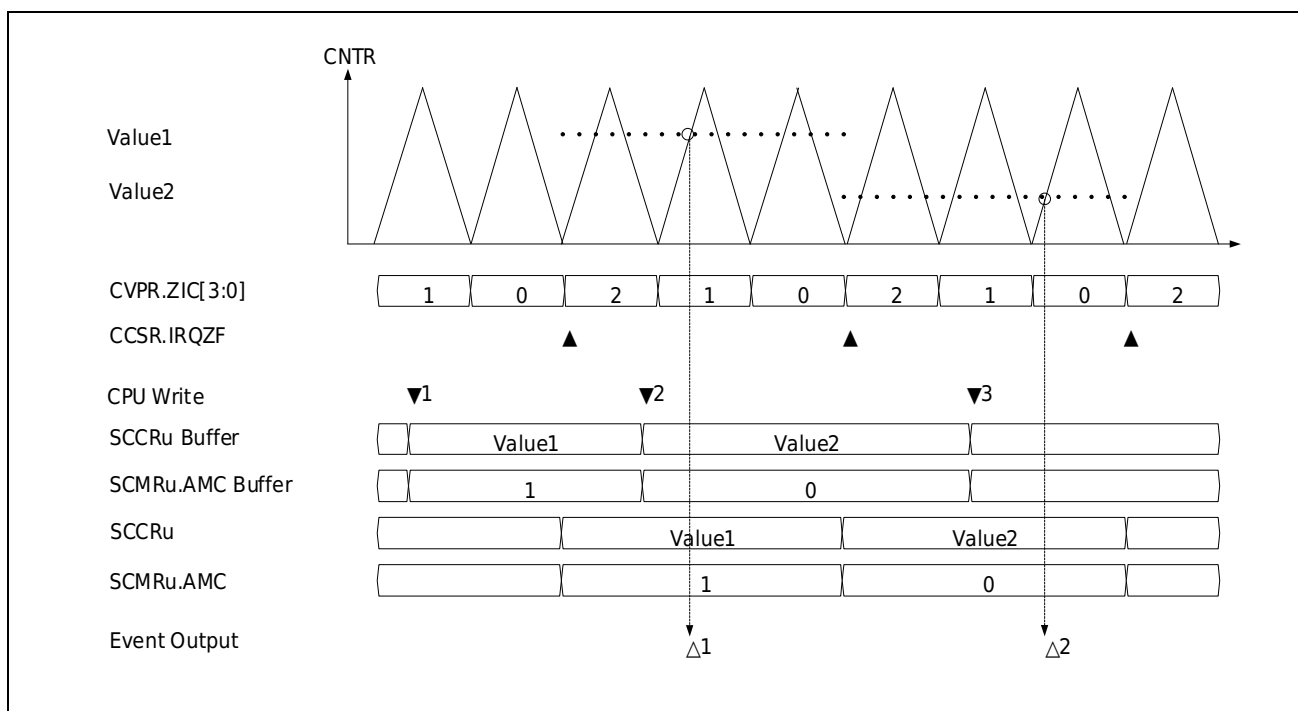 CNTR
Value1
Value2
CVPR.ZIC[3:0] 1 0 2 1 0 2 1 0 2
CCSR.IRQZF ▲ ▲ ▲
CPU Write ▼1 ▼2 ▼3
SCCRu Buffer Value1 Value2
SCMRu.AMC Buffer 1 0
SCCRu Value1 Value2
SCMRu.AMC 1 0
Event Output △1 △2